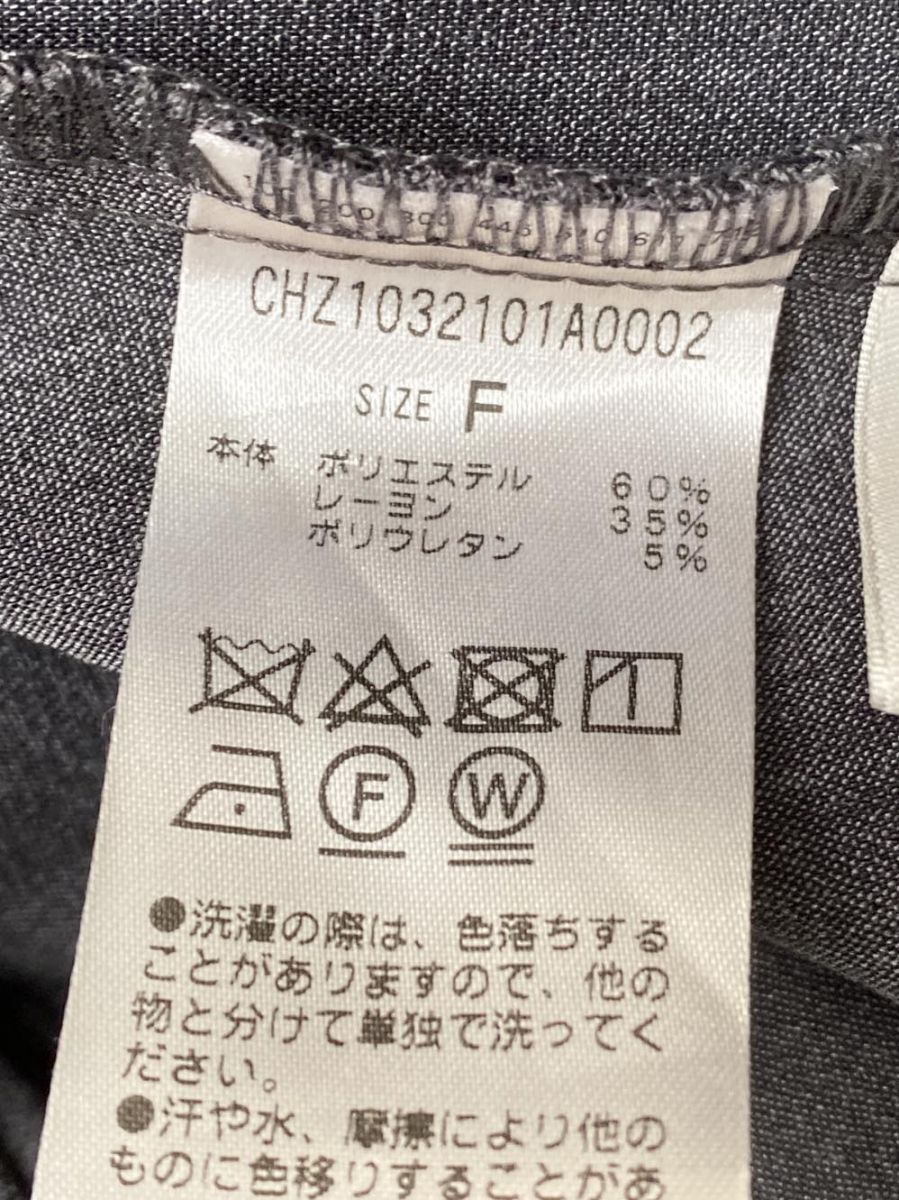 CHZ1032101A0002
SIZE F
本体 ポリエステル 60%
レーヨン 35%
ポリウレタン 5%
F W
●洗濯の際は、色落ちする
ことがありますので、他の
物と分けて単独で洗ってく
ださい。
●汗や水、摩擦により他の
ものに色移りすることがあ